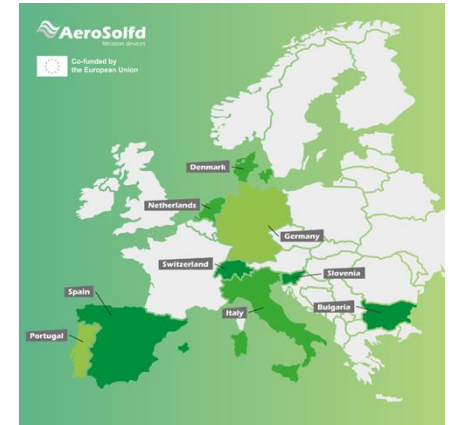 AeroSolfd
filtration devices
Co-funded by
the European Union
Denmark
Netherlands
Germany
Switzerland
Slovenia
Spain
Bulgaria
Italy
Portugal